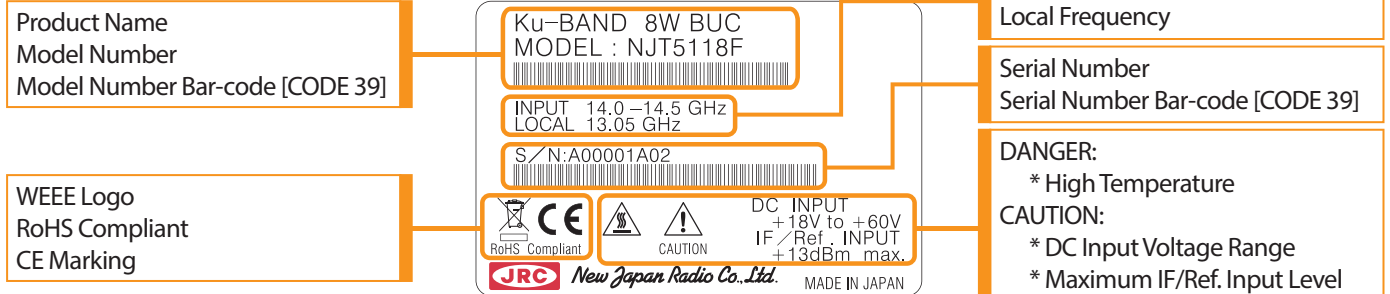 Product Name
Model Number
Model Number Bar-code [CODE 39]
WEEE Logo
RoHS Compliant
CE Marking
Ku-BAND 8W BUC
MODEL : NJT5118F
INPUT 14.0-14.5 GHz
LOCAL 13.05 GHz
S/N:A00001A02
CE
RoHS Compliant
CAUTION
DC INPUT
+18V to +60V
IF/Ref. INPUT
+13dBm max.
JRC New Japan Radio Co.,Ltd. MADE IN JAPAN
Local Frequency
Serial Number
Serial Number Bar-code [CODE 39]
DANGER:
* High Temperature
CAUTION:
* DC Input Voltage Range
* Maximum IF/Ref. Input Level